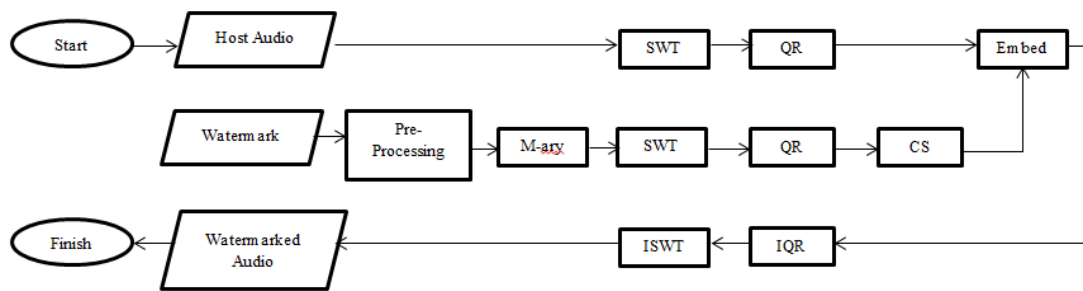 Start
Host Audio
SWT
QR
Embed
Watermark
Pre-
Processing
M-ary
SWT
QR
CS
Finish
Watermarked
Audio
ISWT
IQR